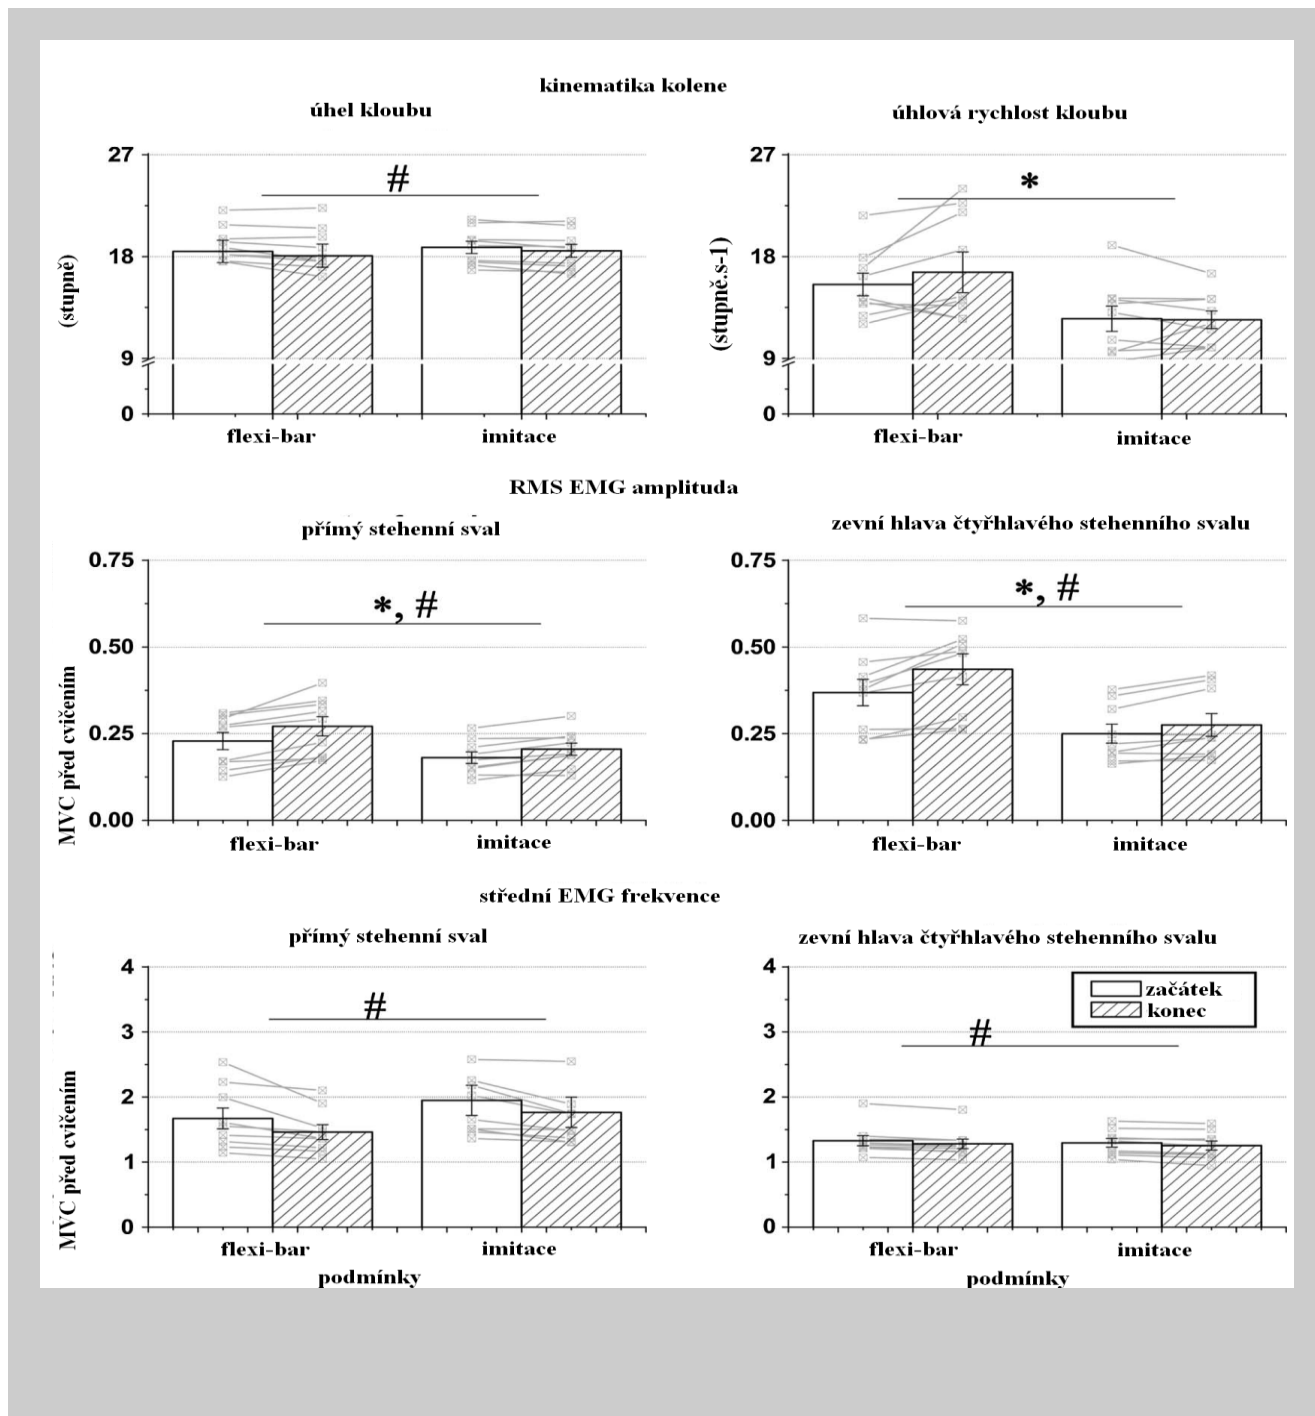 kinematika kolene
úhel kloubu
úhlová rychlost kloubu
27
#
18
9
0
(stupně)
flexi-bar
imitace
27
*
18
9
0
(stupně.s-1)
flexi-bar
imitace
RMS EMG amplituda
přímý stehenní sval
zevní hlava čtyřhlavého stehenního svalu
0.75
*, #
0.50
0.25
0.00
MVC před cvičením
flexi-bar
imitace
0.75
*, #
0.50
0.25
0.00
flexi-bar
imitace
střední EMG frekvence
přímý stehenní sval
zevní hlava čtyřhlavého stehenního svalu
4
#
3
2
1
0
MVC před cvičením
flexi-bar
imitace
podmínky
4
začátek
konec
3
#
2
1
0
flexi-bar
imitace
podmínky